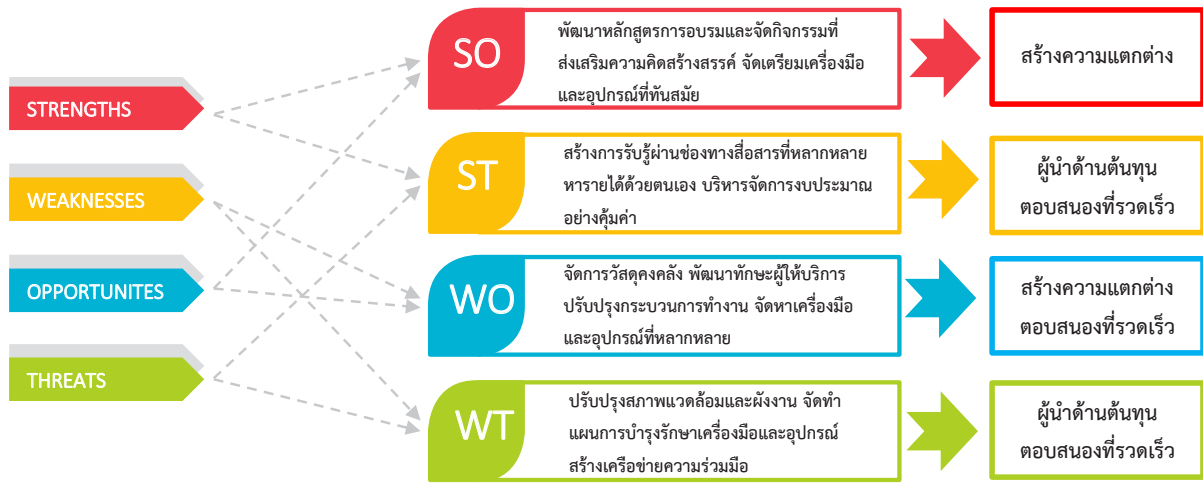 STRENGTHS
WEAKNESSES
OPPORTUNITES
THREATS
SO
พัฒนาหลักสูตรการอบรมและจัดกิจกรรมที่
ส่งเสริมความคิดสร้างสรรค์ จัดเตรียมเครื่องมือ
และอุปกรณ์ที่ทันสมัย
สร้างความแตกต่าง
ST
สร้างการรับรู้ผ่านช่องทางสื่อสารที่หลากหลาย
หารายได้ด้วยตนเอง บริหารจัดการงบประมาณ
อย่างคุ้มค่า
ผู้นำด้านต้นทุน
ตอบสนองที่รวดเร็ว
WO
จัดการวัสดุคงคลัง พัฒนาทักษะผู้ให้บริการ
ปรับปรุงกระบวนการทำงาน จัดหาเครื่องมือ
และอุปกรณ์ที่หลากหลาย
สร้างความแตกต่าง
ตอบสนองที่รวดเร็ว
WT
ปรับปรุงสภาพแวดล้อมและผังงาน จัดทำ
แผนการบำรุงรักษาเครื่องมือและอุปกรณ์
สร้างเครือข่ายความร่วมมือ
ผู้นำด้านต้นทุน
ตอบสนองที่รวดเร็ว